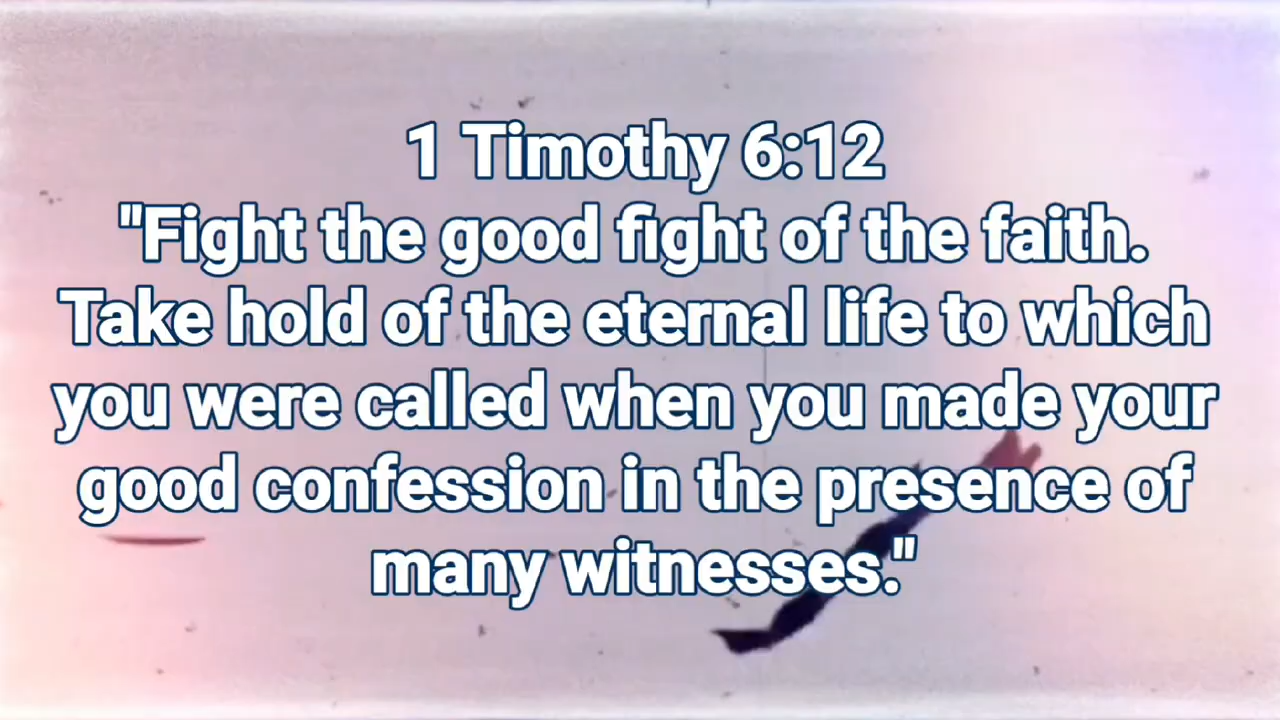 1 Timothy 6:12
"Fight the good fight of the faith.
Take hold of the eternal life to which
you were called when you made your
good confession in the presence of
many witnesses."